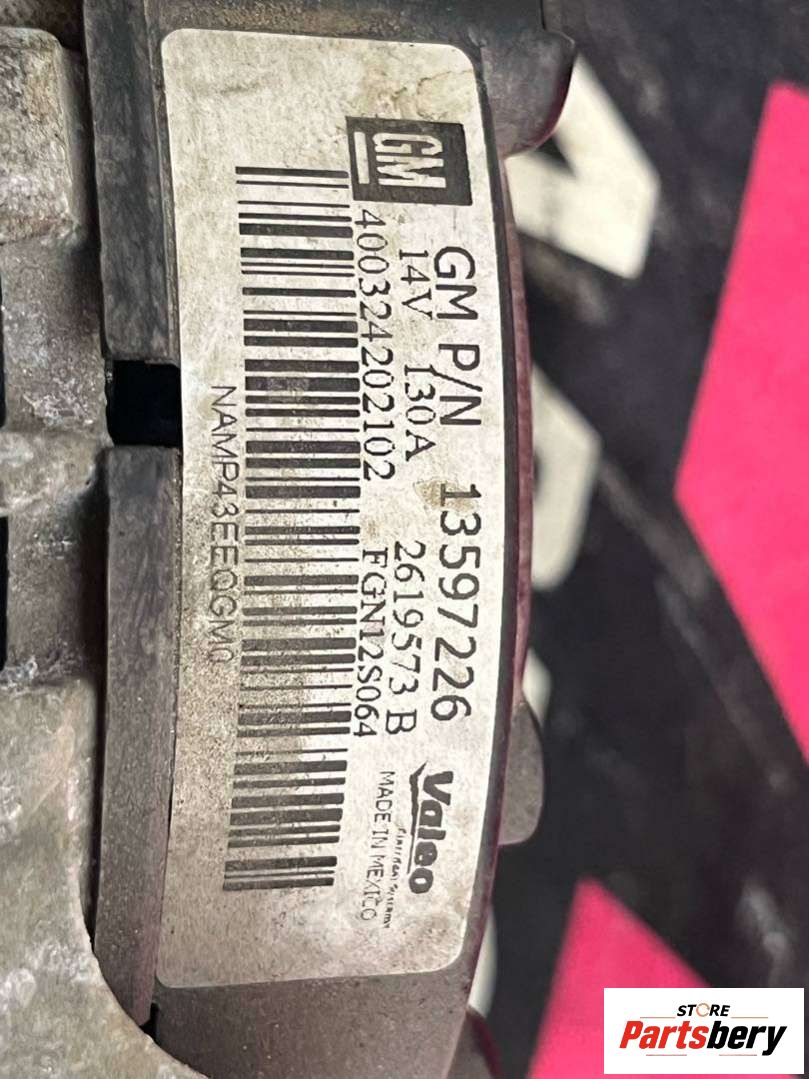 GM
GM P/N 13597226
14V 130A 2619573 B
400324202102 FGN12S064
NAMP43EEQGM0
Valeo
MADE IN MEXICO
STORE
Partsbery